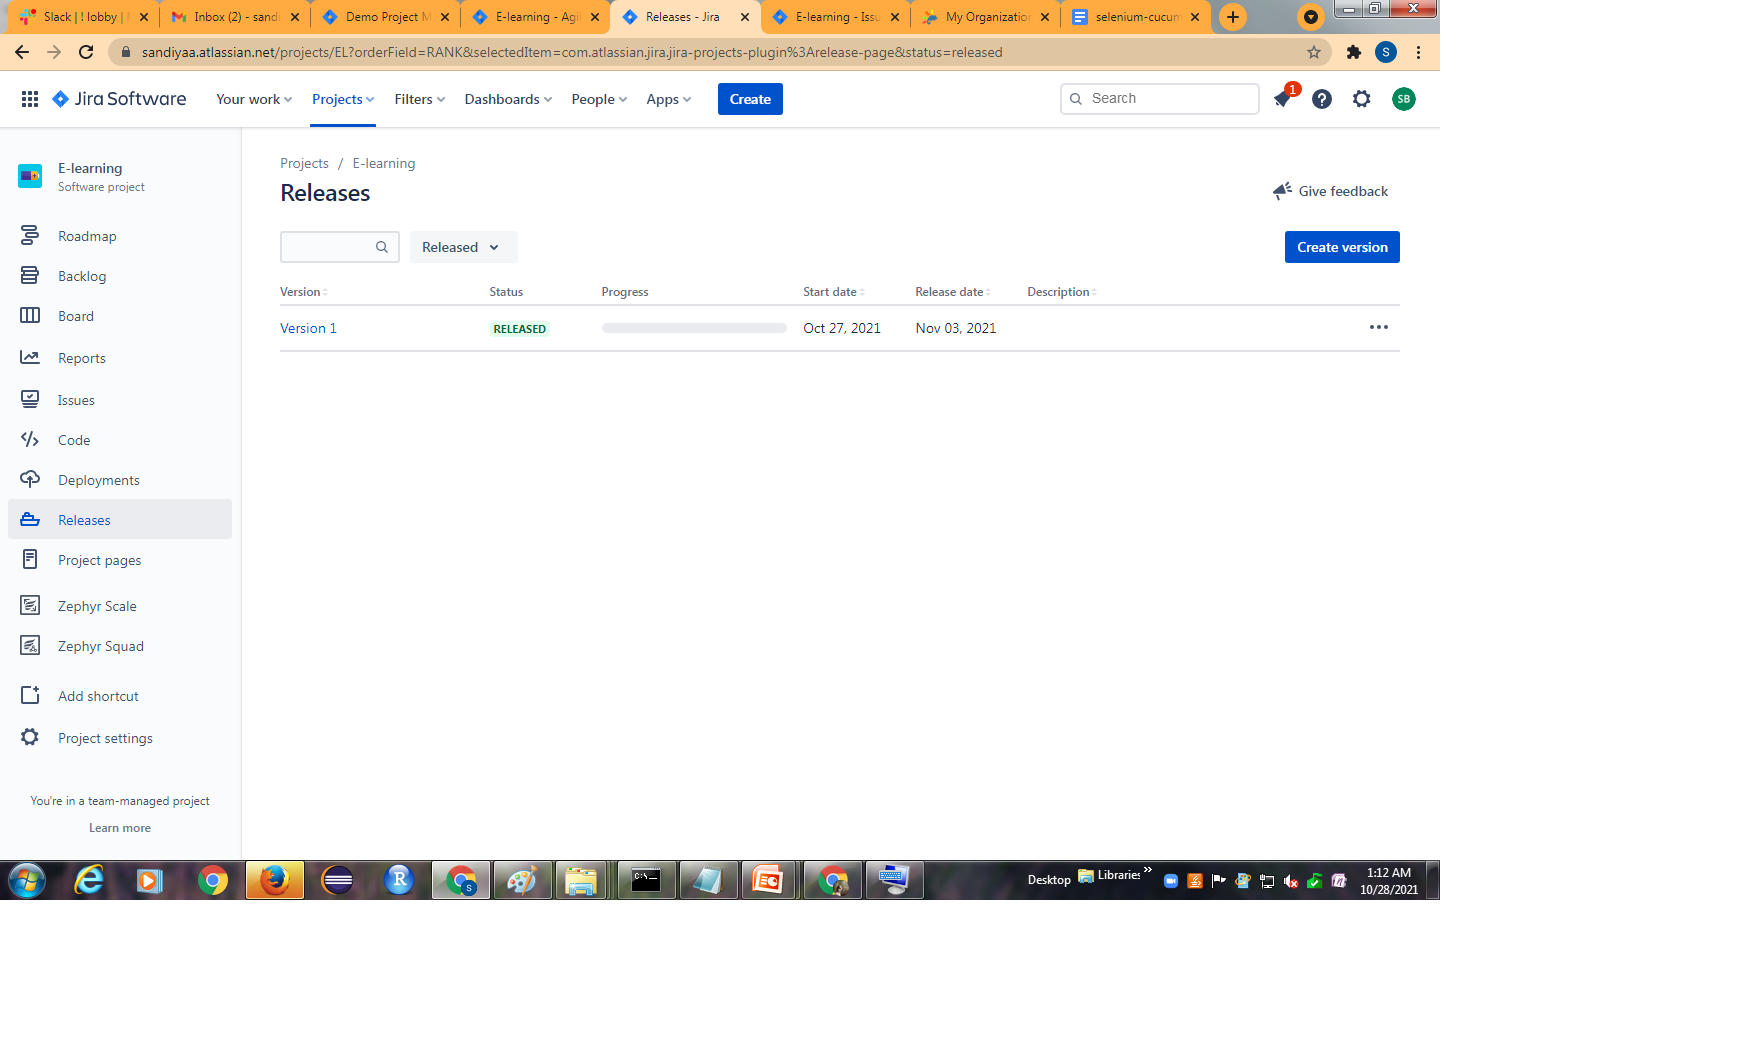 Slack | ! lobby |
Inbox (2) - sandi
Demo Project M
E-learning - Agi
Releases - Jira
E-learning - Issu
My Organization
selenium-cucum
sandiyaa.atlassian.net/projects/EL?orderField=RANK&selectedItem=com.atlassian.jira.jira-projects-plugin%3Arelease-page&status=released
S
Jira Software
Your work
Projects
Filters
Dashboards
People
Apps
Create
Search
1
SB
E-learning
Software project
Roadmap
Backlog
Board
Reports
Issues
Code
Deployments
Releases
Project pages
Zephyr Scale
Zephyr Squad
Add shortcut
Project settings
You're in a team-managed project
Learn more
Projects / E-learning
Releases
Give feedback
Released
Create version
Version Status Progress Start date Release date Description
Version 1 RELEASED Oct 27, 2021 Nov 03, 2021
Desktop
Libraries
1:12 AM
10/28/2021